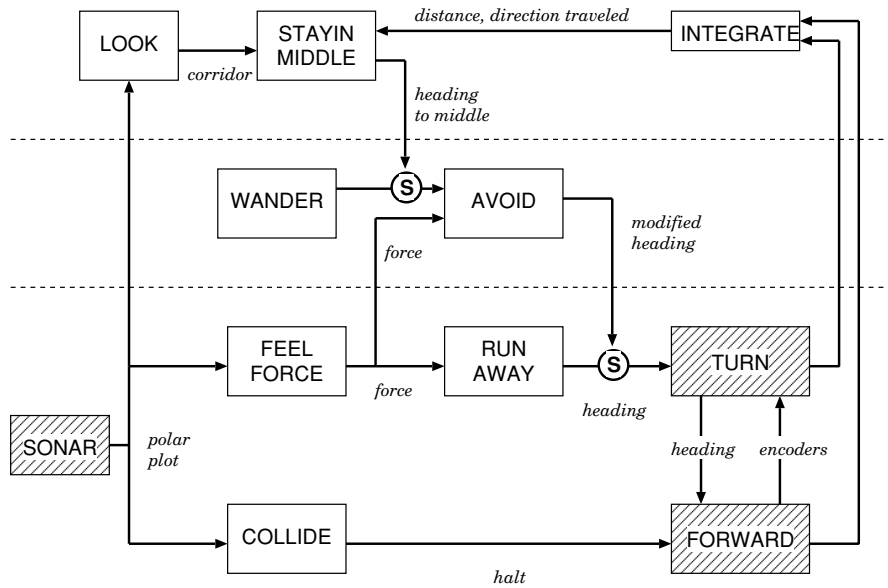 LOOK
STAYIN
MIDDLE
distance, direction traveled
INTEGRATE
corridor
heading
to middle
WANDER
S
AVOID
modified
heading
force
FEEL
FORCE
force
RUN
AWAY
S
heading
TURN
SONAR
polar
plot
heading
encoders
COLLIDE
halt
FORWARD